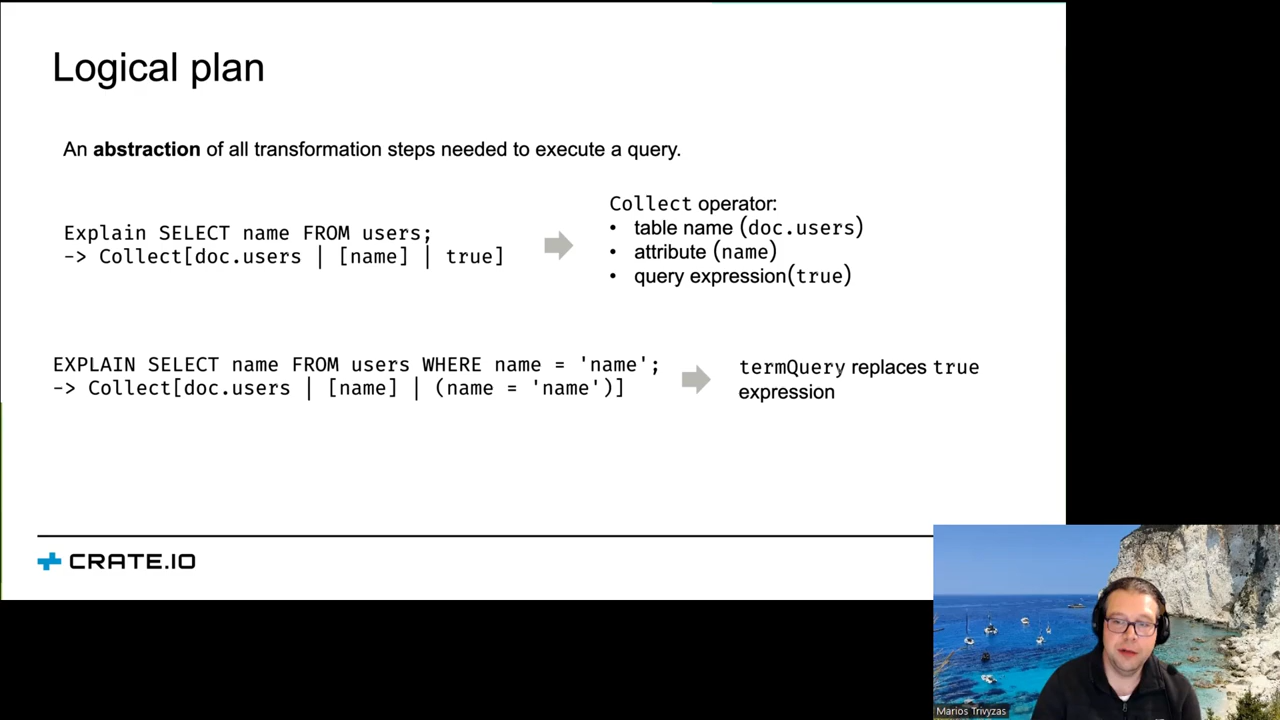 Logical plan
An abstraction of all transformation steps needed to execute a query.
Explain SELECT name FROM users;
-> Collect[doc.users | [name] | true]
Collect operator:
• table name (doc.users)
• attribute (name)
• query expression(true)
EXPLAIN SELECT name FROM users WHERE name = 'name';
-> Collect[doc.users | [name] | (name = 'name')]
termQuery replaces true
expression
CRATE.IO
Marios Trivyzas